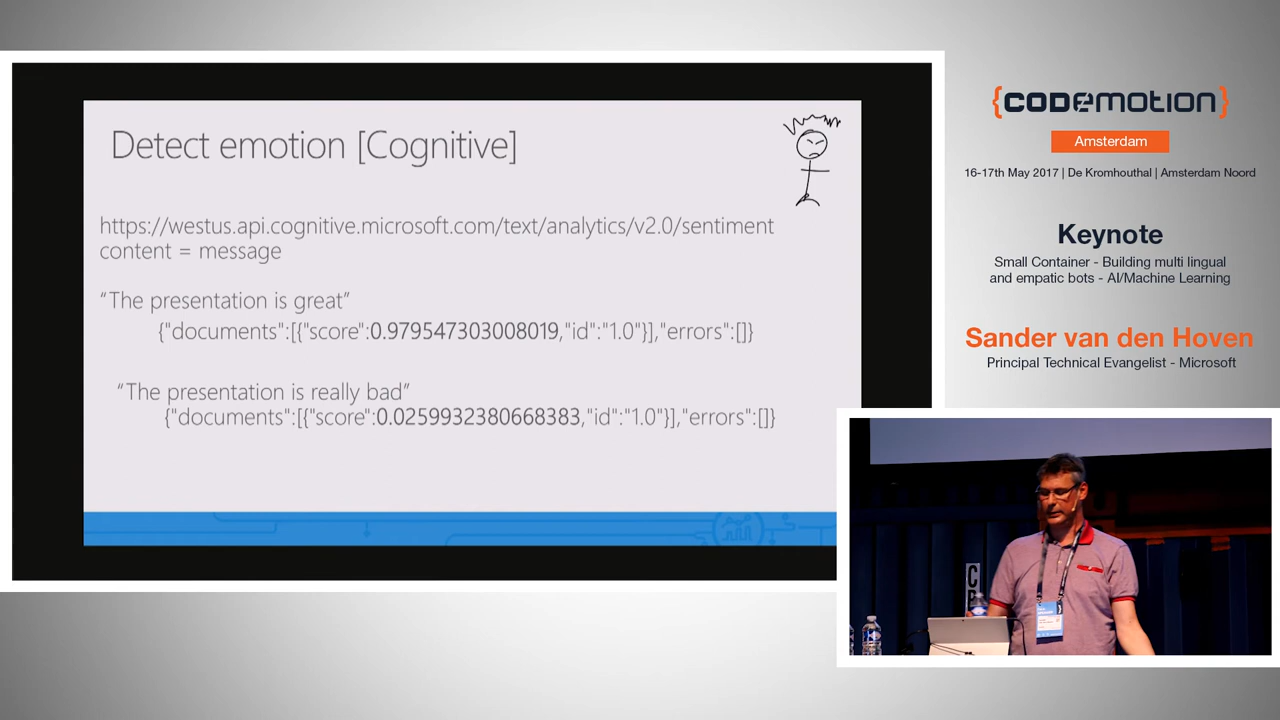 Detect emotion [Cognitive]
https://westus.api.cognitive.microsoft.com/text/analytics/v2.0/sentiment
content = message
“The presentation is great”
{"documents":[{"score":0.979547303008019,"id":"1.0"}],"errors":[]}
“The presentation is really bad”
{"documents":[{"score":0.0259932380668383,"id":"1.0"}],"errors":[]}
{CODEMOTION}
Amsterdam
16-17th May 2017 | De Kromhouthal | Amsterdam Noord
Keynote
Small Container - Building multi lingual
and empatic bots - AI/Machine Learning
Sander van den Hoven
Principal Technical Evangelist - Microsoft